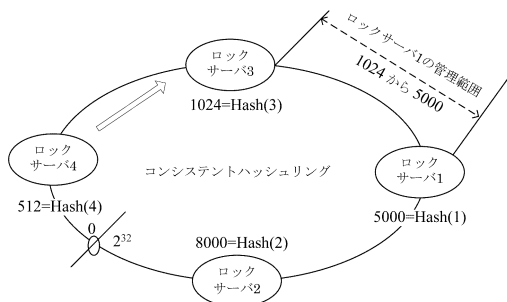 ロック
サーバ3
1024=Hash(3)
ロックサーバ1の管理範囲
1024 から 5000
ロック
サーバ4
512=Hash(4)
コンシステントハッシュリング
ロック
サーバ1
5000=Hash(1)
0
2³²
8000=Hash(2)
ロック
サーバ2